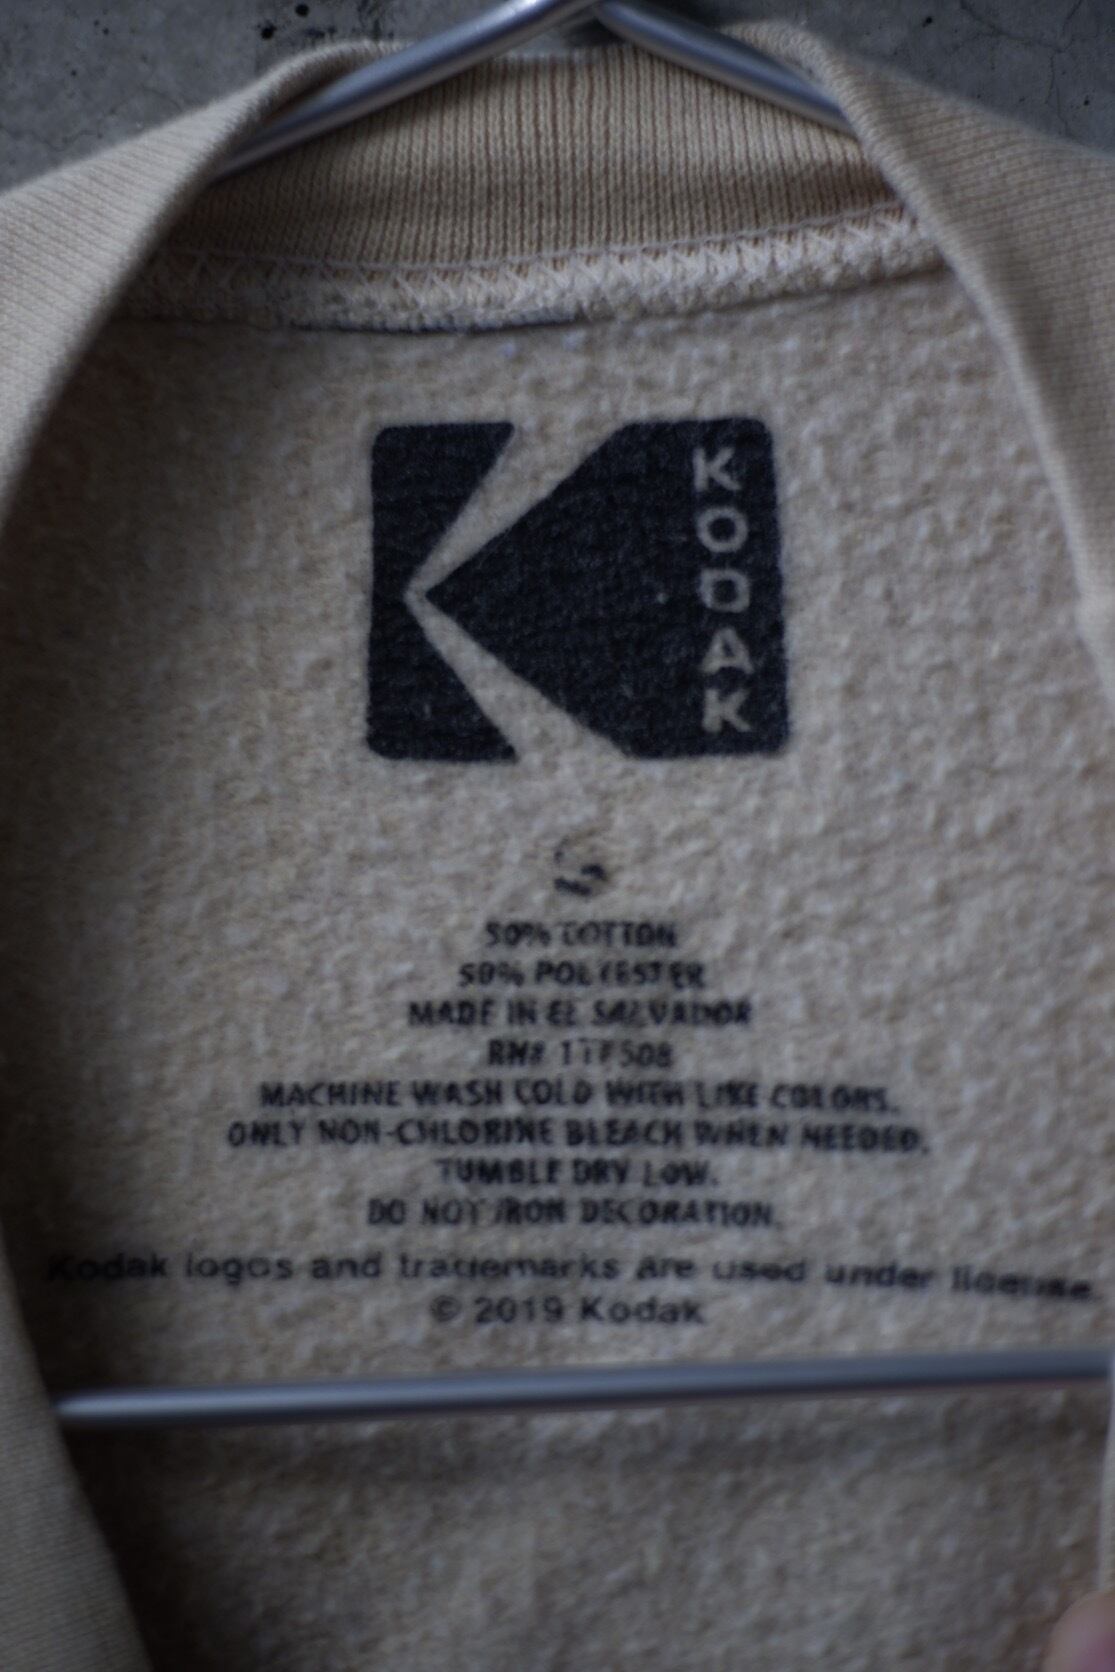 KODAK
S
50% COTTON
50% POLYESTER
MADE IN EL SALVADOR
RN#
MACHINE WASH COLD WITH LIKE COLORS.
ONLY NON-CHLORINE BLEACH WHEN NEEDED.
TUMBLE DRY LOW.
DO NOT IRON DECORATION.
Kodak logos and trademarks are used under license.
© 2019 Kodak